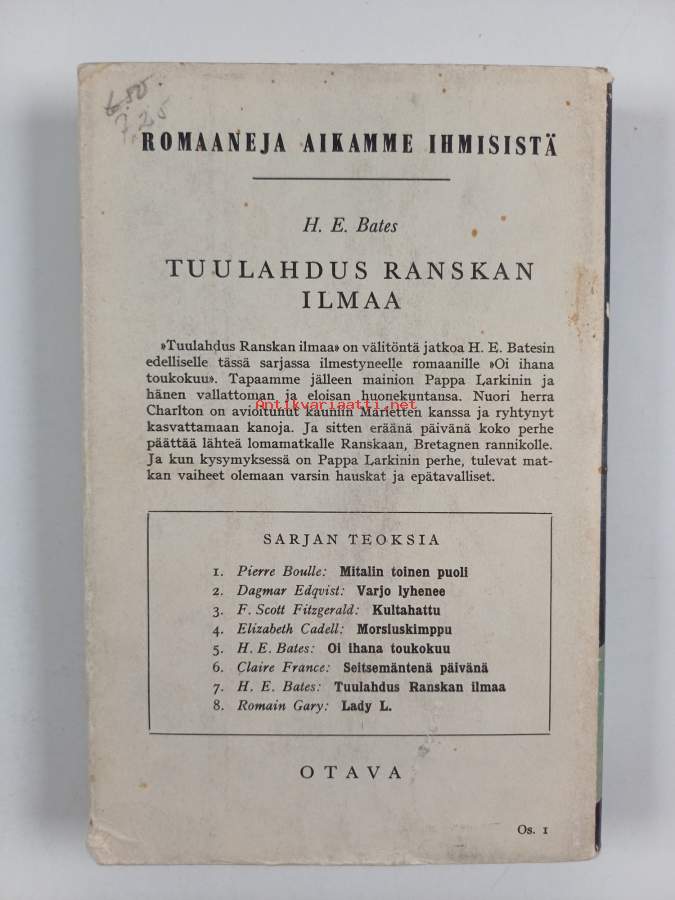 6.80.
7.25
ROMAANEJA AIKAMME IHMISISTÄ
H. E. Bates
TUULAHDUS RANSKAN
ILMAA
»Tuulahdus Ranskan ilmaa» on välitöntä jatkoa H. E. Batesin
edelliselle tässä sarjassa ilmestyneelle romaanille »Oi ihana
toukokuu». Tapaamme jälleen mainion Pappa Larkinin ja
hänen vallattoman ja eloisan huonekuntansa. Nuori herra
Antikvariaatti.net
Charlton on avioitunut kauniin Marietten kanssa ja ryhtynyt
kasvattamaan kanoja. Ja sitten eräänä päivänä koko perhe
päättää lähteä lomamatkalle Ranskaan, Bretagnen rannikolle.
Ja kun kysymyksessä on Pappa Larkinin perhe, tulevat mat-
kan vaiheet olemaan varsin hauskat ja epätavalliset.
SARJAN TEOKSIA
1. Pierre Boulle: Mitalin toinen puoli
2. Dagmar Edqvist: Varjo lyhenee
3. F. Scott Fitzgerald: Kultahattu
4. Elizabeth Cadell: Morsiuskimppu
5. H. E. Bates: Oi ihana toukokuu
6. Claire France: Seitsemäntenä päivänä
7. H. E. Bates: Tuulahdus Ranskan ilmaa
8. Romain Gary: Lady L.
OTAVA
Os. 1